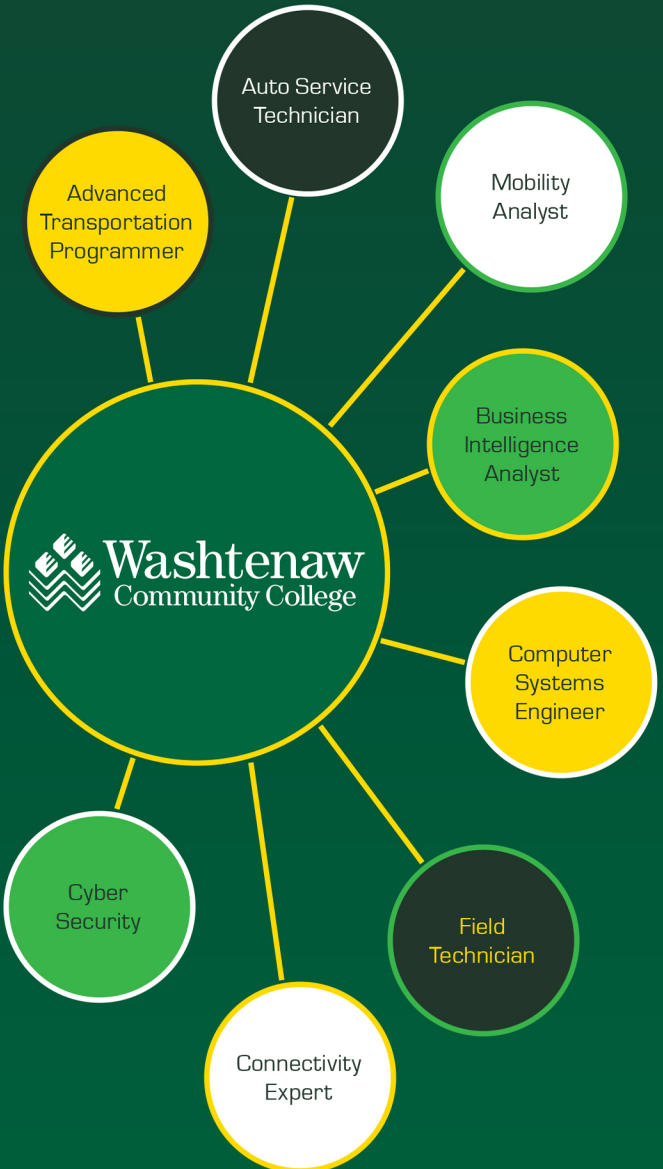 Auto Service
Technician
Advanced
Transportation
Programmer
Mobility
Analyst
Business
Intelligence
Analyst
Washtenaw
Community College
Computer
Systems
Engineer
Cyber
Security
Field
Technician
Connectivity
Expert